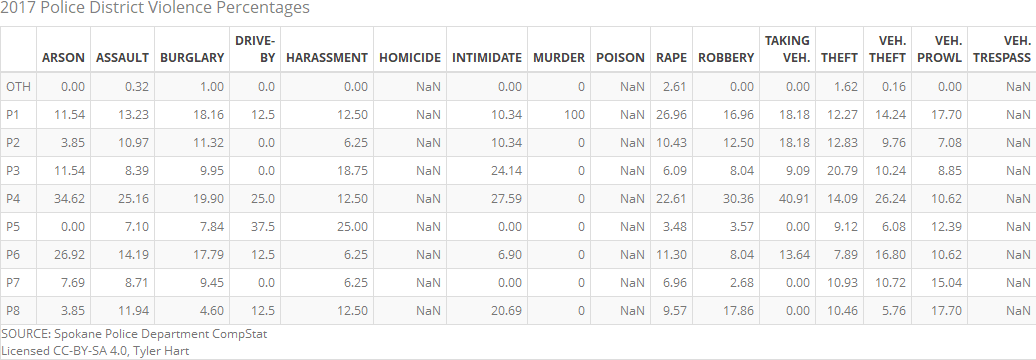 2017 Police District Violence Percentages
ARSON ASSAULT BURGLARY DRIVE-BY HARASSMENT HOMICIDE INTIMIDATE MURDER POISON RAPE ROBBERY TAKING VEH. THEFT VEH. THEFT VEH. PROWL VEH. TRESPASS
OTH 0.00 0.32 1.00 0.0 0.00 NaN 0.00 0 NaN 2.61 0.00 0.00 1.62 0.16 0.00 NaN
P1 11.54 13.23 18.16 12.5 12.50 NaN 10.34 100 NaN 26.96 16.96 18.18 12.27 14.24 17.70 NaN
P2 3.85 10.97 11.32 0.0 6.25 NaN 10.34 0 NaN 10.43 12.50 18.18 12.83 9.76 7.08 NaN
P3 11.54 8.39 9.95 0.0 18.75 NaN 24.14 0 NaN 6.09 8.04 9.09 20.79 10.24 8.85 NaN
P4 34.62 25.16 19.90 25.0 12.50 NaN 27.59 0 NaN 22.61 30.36 40.91 14.09 26.24 10.62 NaN
P5 0.00 7.10 7.84 37.5 25.00 NaN 0.00 0 NaN 3.48 3.57 0.00 9.12 6.08 12.39 NaN
P6 26.92 14.19 17.79 12.5 6.25 NaN 6.90 0 NaN 11.30 8.04 13.64 7.89 16.80 10.62 NaN
P7 7.69 8.71 9.45 0.0 6.25 NaN 0.00 0 NaN 6.96 2.68 0.00 10.93 10.72 15.04 NaN
P8 3.85 11.94 4.60 12.5 12.50 NaN 20.69 0 NaN 9.57 17.86 0.00 10.46 5.76 17.70 NaN
SOURCE: Spokane Police Department CompStat
Licensed CC-BY-SA 4.0, Tyler Hart